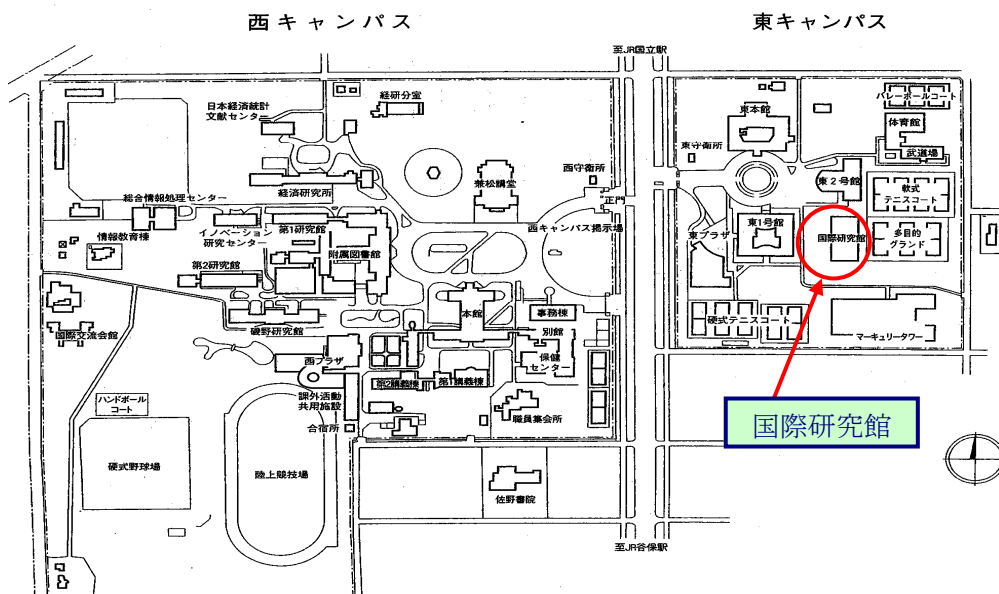 西キャンパス
東キャンパス
至JR国立駅
日本経済統計
文献センター
経研分室
経済研究所
兼松講堂
西守衛所
正門
西キャンパス掲示場
総合情報処理センター
イノベーション
研究センター
第1研究館
附属図書館
情報教育棟
第2研究館
磯野研究館
国際交流会館
本館
事務棟
別館
保健
センター
西プラザ
第2講義棟
第1講義棟
課外活動
共用施設
合宿所
職員集会所
ハンドボール
コート
硬式野球場
陸上競技場
佐野書院
至JR谷保駅
東本館
東守衛所
バレーボールコート
体育館
武道場
東2号館
軟式
テニスコート
東1号館
東プラザ
国際研究館
多目的
グランド
硬式テニスコート
マーキュリータワー
国際研究館